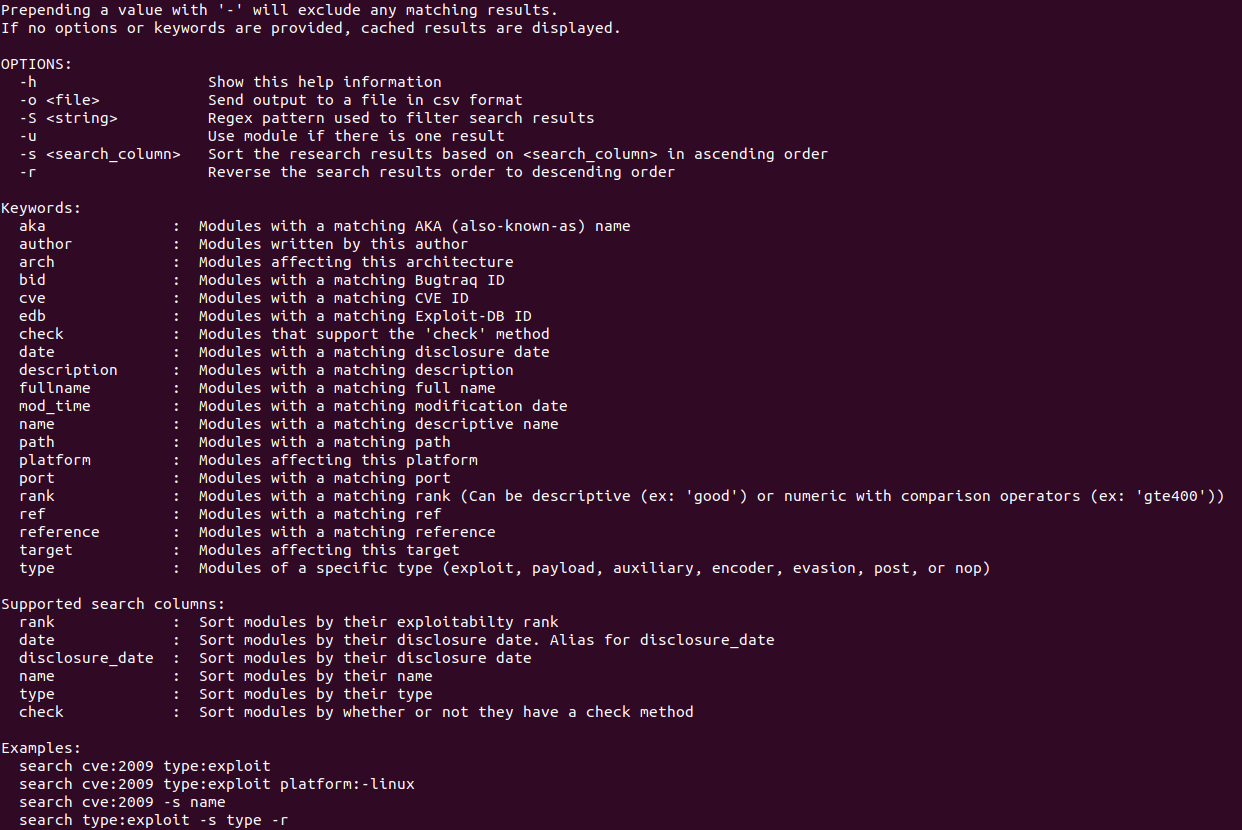 Prepending a value with '-' will exclude any matching results.
If no options or keywords are provided, cached results are displayed.

OPTIONS:
  -h                   Show this help information
  -o <file>            Send output to a file in csv format
  -S <string>          Regex pattern used to filter search results
  -u                   Use module if there is one result
  -s <search_column>   Sort the research results based on <search_column> in ascending order
  -r                   Reverse the search results order to descending order

Keywords:
  aka              :  Modules with a matching AKA (also-known-as) name
  author           :  Modules written by this author
  arch             :  Modules affecting this architecture
  bid              :  Modules with a matching Bugtraq ID
  cve              :  Modules with a matching CVE ID
  edb              :  Modules with a matching Exploit-DB ID
  check            :  Modules that support the 'check' method
  date             :  Modules with a matching disclosure date
  description      :  Modules with a matching description
  fullname         :  Modules with a matching full name
  mod_time         :  Modules with a matching modification date
  name             :  Modules with a matching descriptive name
  path             :  Modules with a matching path
  platform         :  Modules affecting this platform
  port             :  Modules with a matching port
  rank             :  Modules with a matching rank (Can be descriptive (ex: 'good') or numeric with comparison operators (ex: 'gte400'))
  ref              :  Modules with a matching ref
  reference        :  Modules with a matching reference
  target           :  Modules affecting this target
  type             :  Modules of a specific type (exploit, payload, auxiliary, encoder, evasion, post, or nop)

Supported search columns:
  rank             :  Sort modules by their exploitabilty rank
  date             :  Sort modules by their disclosure date. Alias for disclosure_date
  disclosure_date  :  Sort modules by their disclosure date
  name             :  Sort modules by their name
  type             :  Sort modules by their type
  check            :  Sort modules by whether or not they have a check method

Examples:
  search cve:2009 type:exploit
  search cve:2009 type:exploit platform:-linux
  search cve:2009 -s name
  search type:exploit -s type -r